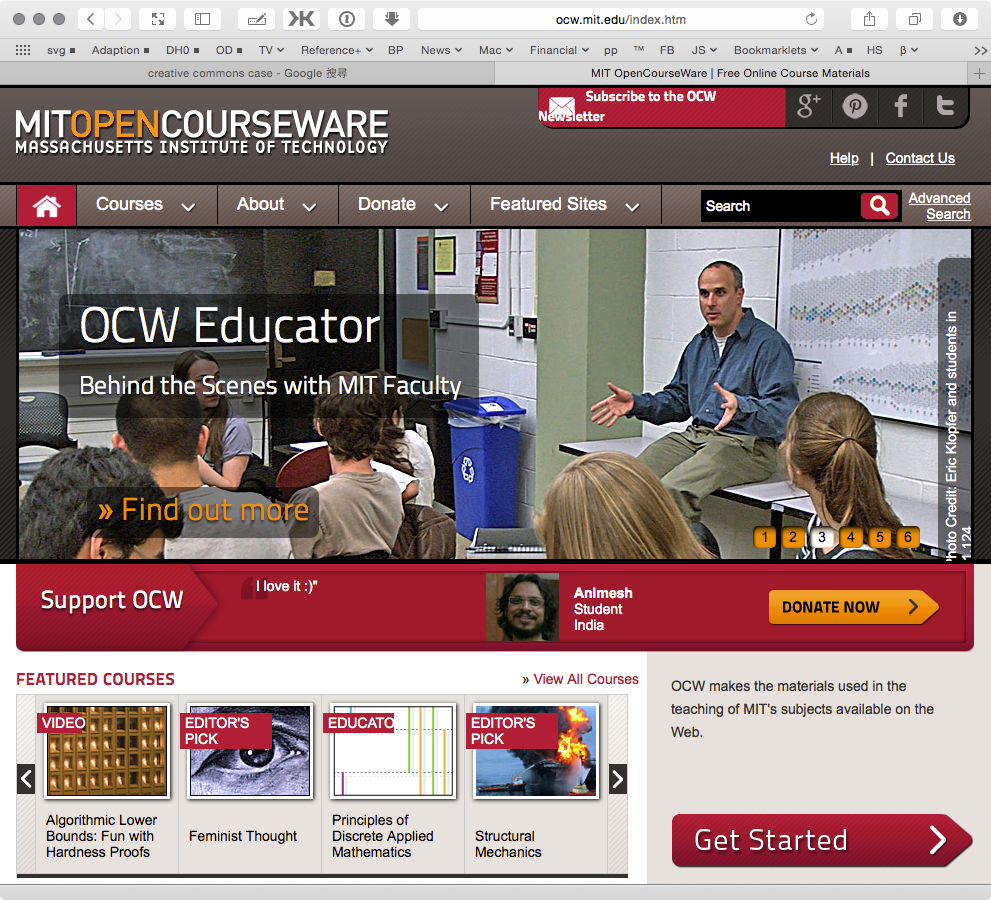 ocw.mit.edu/index.htm
svg Adaption DH0 OD TV Reference+ BP News Mac Financial pp ™ FB JS Bookmarklets A HS β >>
creative commons case - Google 搜尋
MIT OpenCourseWare | Free Online Course Materials
MITOPENCOURSEWARE
MASSACHUSETTS INSTITUTE OF TECHNOLOGY
Subscribe to the OCW
Newsletter
g+ p f t
Help | Contact Us
Courses About Donate Featured Sites
Search
Advanced
Search
OCW Educator
Behind the Scenes with MIT Faculty
» Find out more
Photo Credit: Eric Klopfer and students in
1.124
1 2 3 4 5 6
Support OCW
I love it :)"
Animesh
Student
India
DONATE NOW
FEATURED COURSES
» View All Courses
VIDEO
Algorithmic Lower
Bounds: Fun with
Hardness Proofs
EDITOR'S
PICK
Feminist Thought
EDUCATO
Principles of
Discrete Applied
Mathematics
EDITOR'S
PICK
Structural
Mechanics
OCW makes the materials used in the
teaching of MIT's subjects available on the
Web.
Get Started